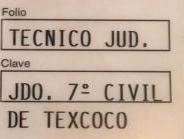 Folio
TECNICO JUD.
Clave
JDO. 7º CIVIL
DE TEXCOCO